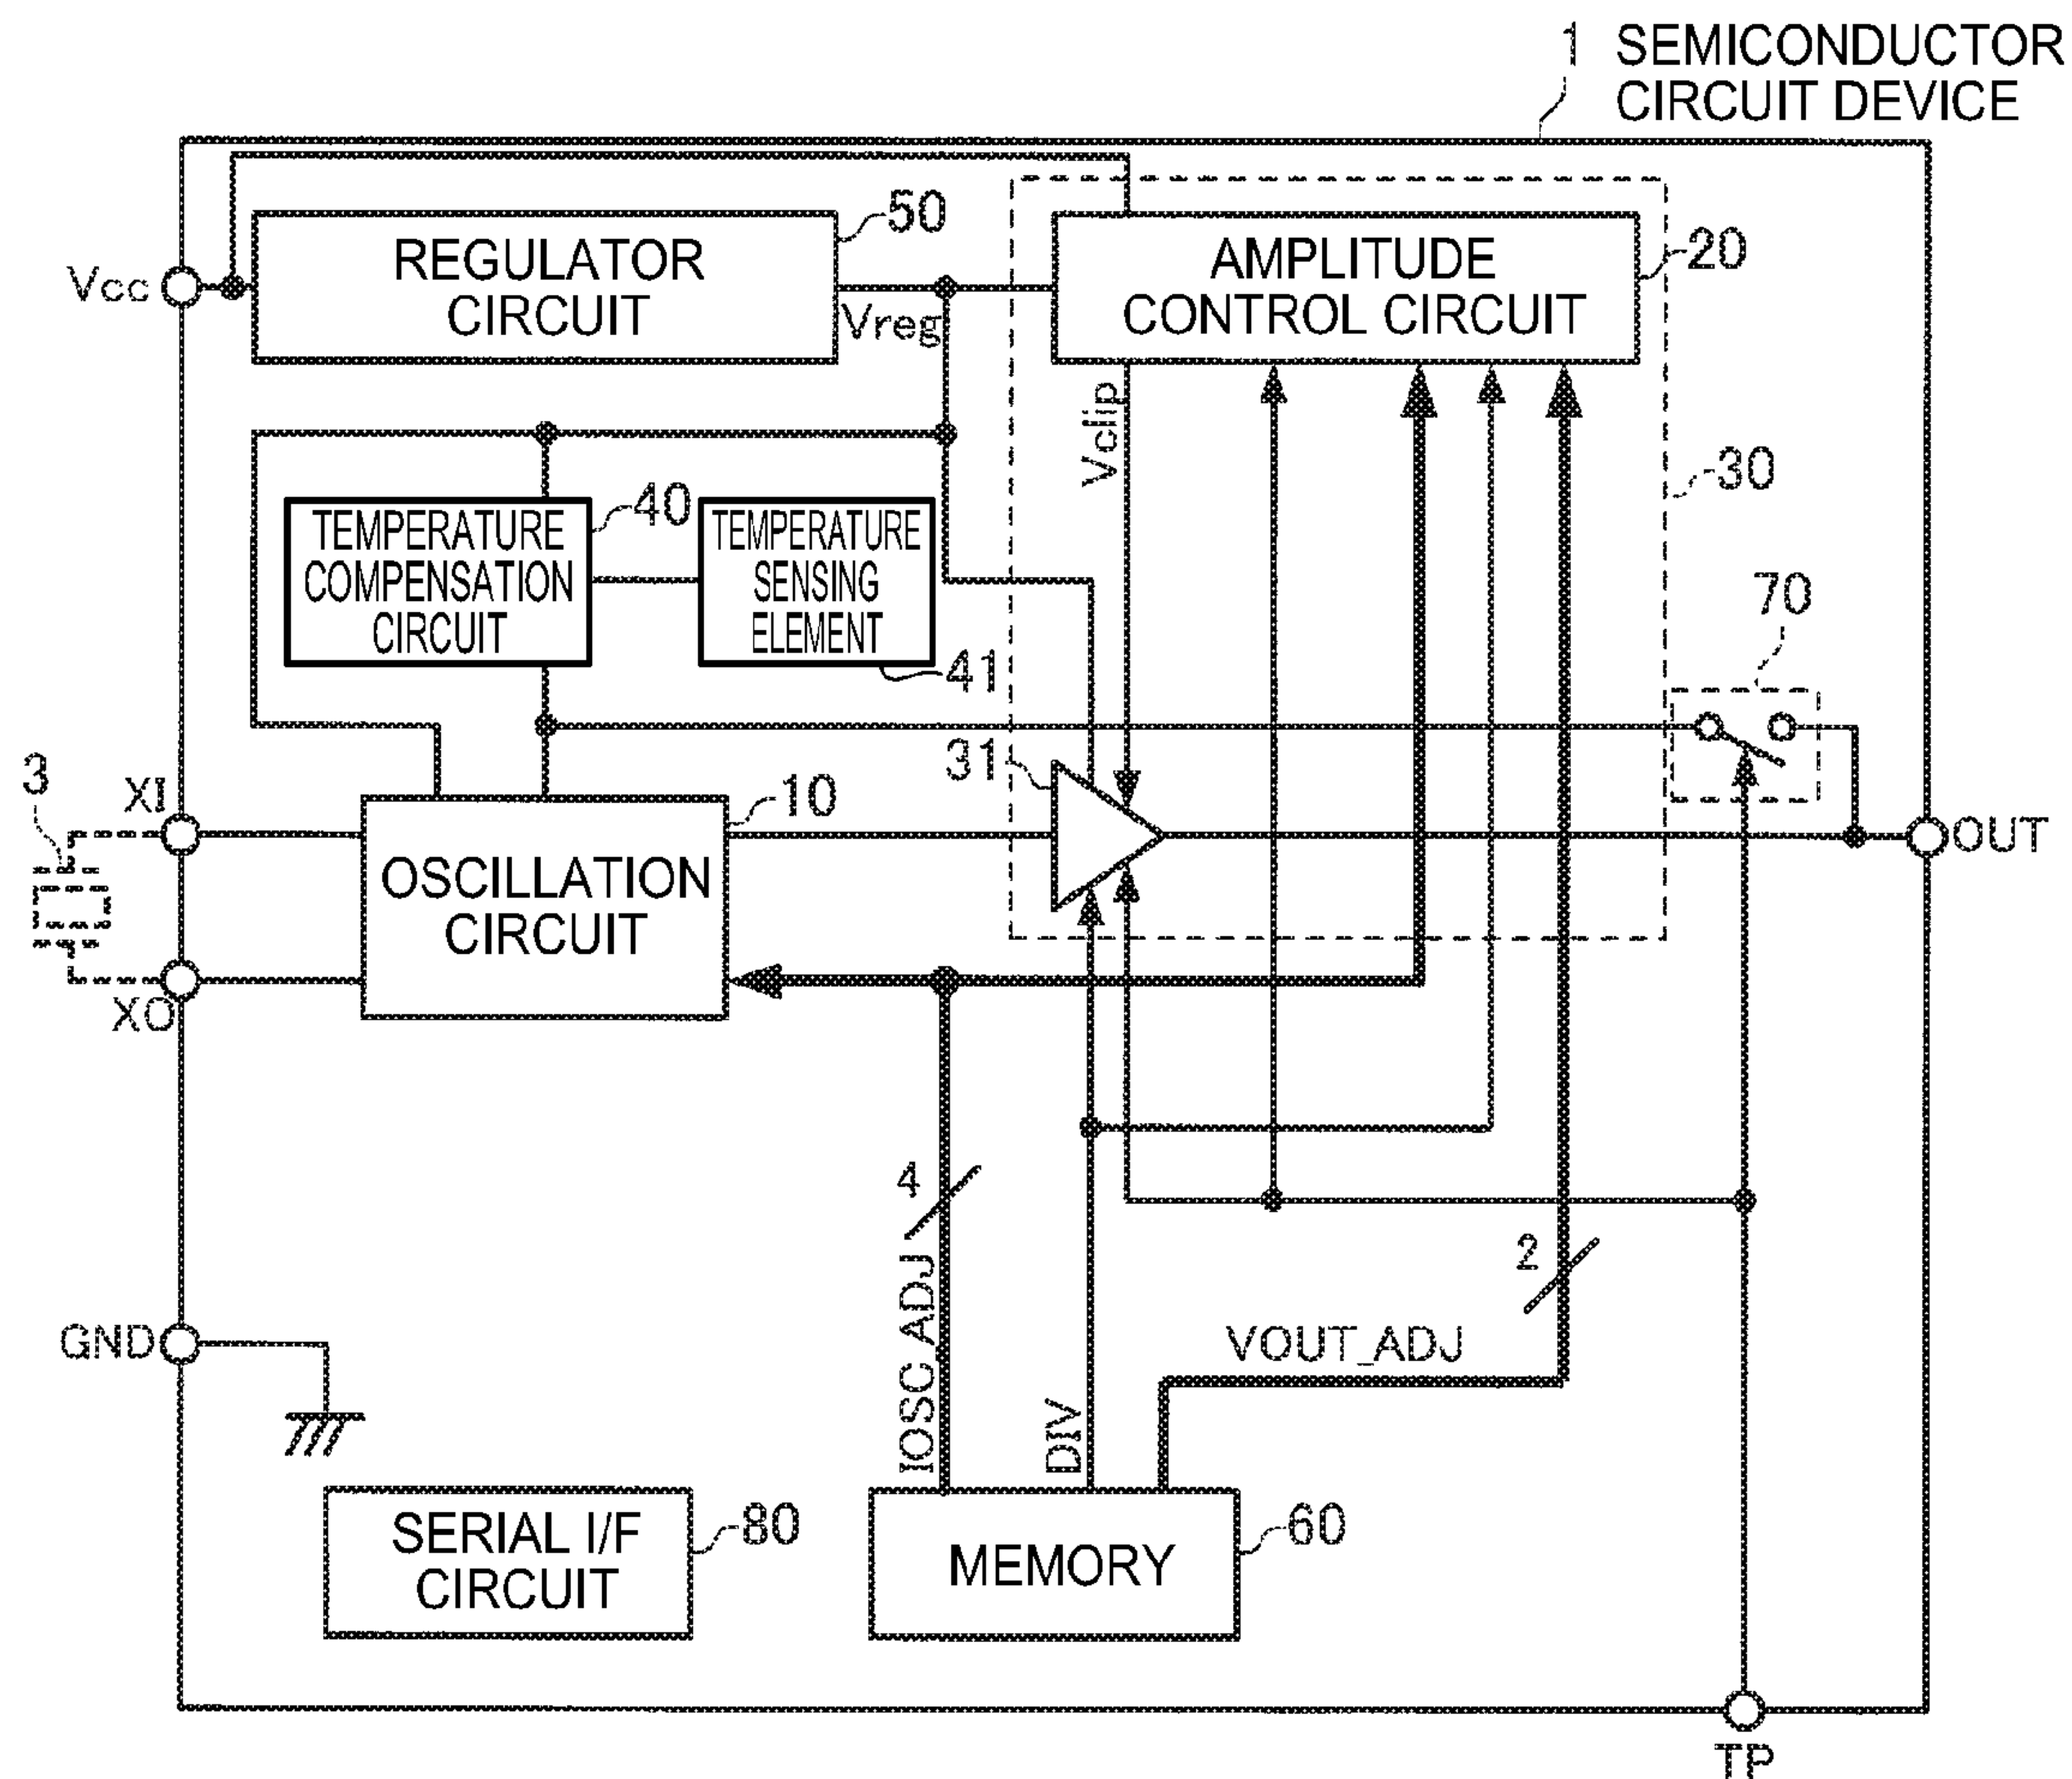 1 SEMICONDUCTOR
CIRCUIT DEVICE
50
REGULATOR
CIRCUIT
Vcc
Vreg
AMPLITUDE
CONTROL CIRCUIT
20
Vclip
30
40
TEMPERATURE
COMPENSATION
CIRCUIT
TEMPERATURE
SENSING
ELEMENT
41
70
31
3
XI
10
OSCILLATION
CIRCUIT
OUT
XO
4
2
IOSC_ADJ
GND
VOUT_ADJ
DIV
SERIAL I/F
CIRCUIT
80
MEMORY
60
TP